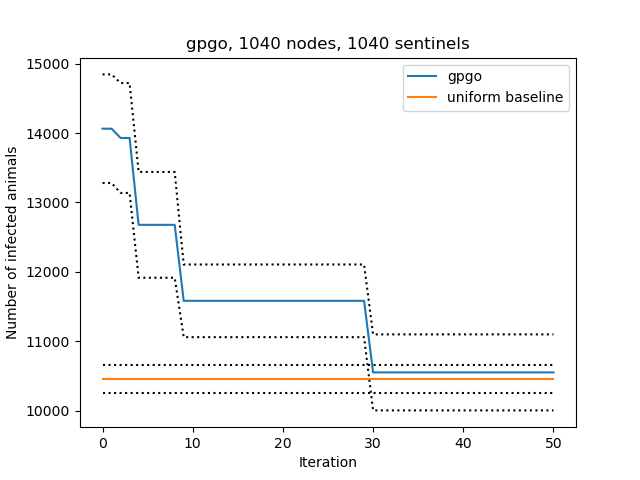 gpgo, 1040 nodes, 1040 sentinels
15000
14000
13000
12000
11000
10000
Number of infected animals
gpgo
uniform baseline
0
10
20
30
40
50
Iteration